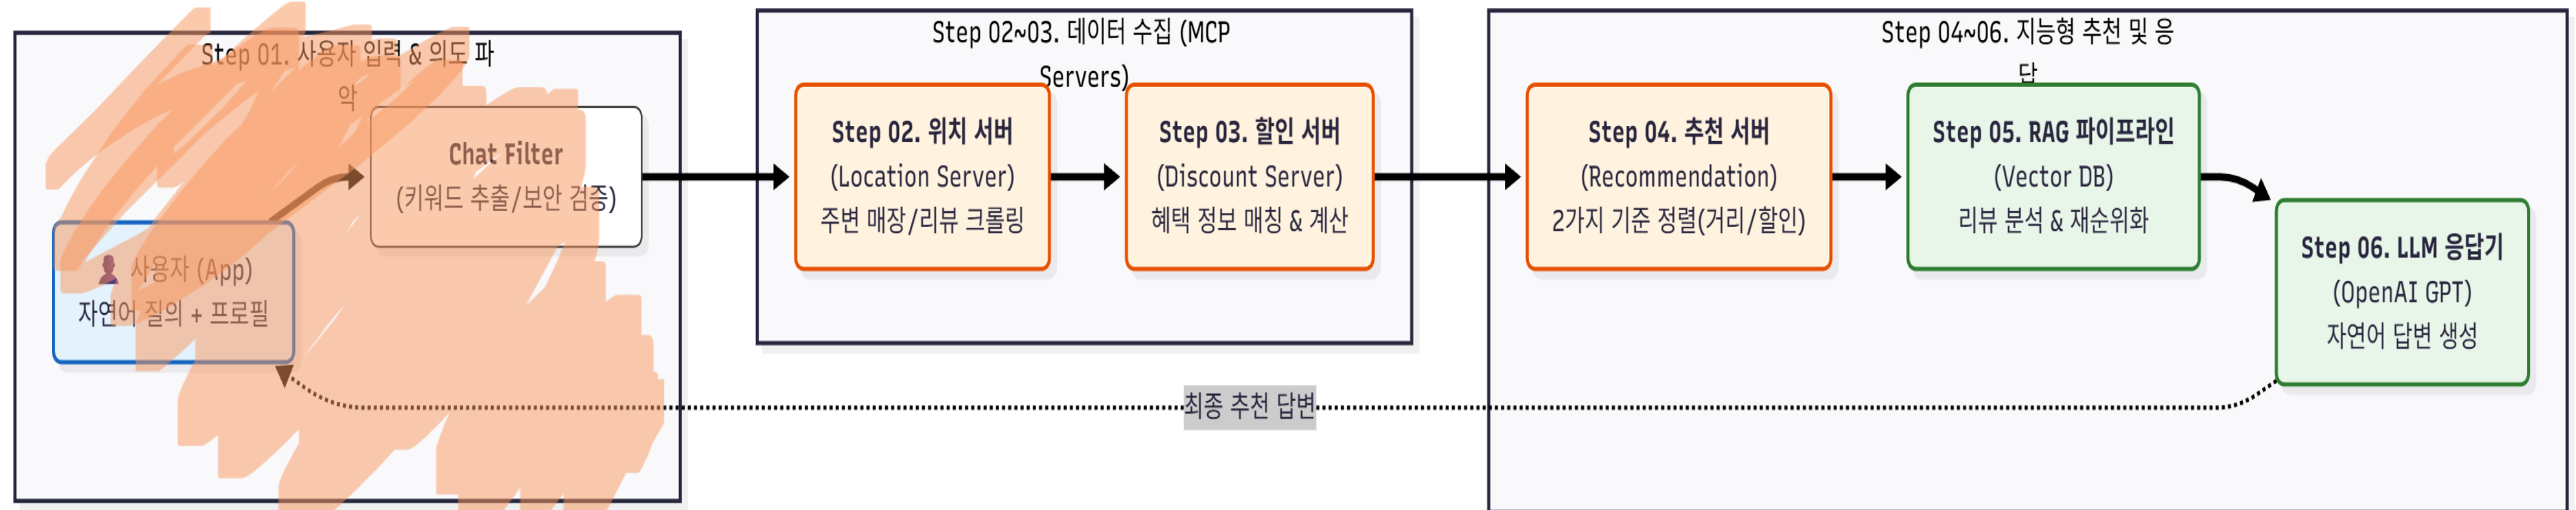 Step 01. 사용자 입력 & 의도 파
악
Chat Filter
(키워드 추출/보안 검증)
사용자 (App)
자연어 질의 + 프로필
Step 02~03. 데이터 수집 (MCP
Servers)
Step 02. 위치 서버
(Location Server)
주변 매장/리뷰 크롤링
Step 03. 할인 서버
(Discount Server)
혜택 정보 매칭 & 계산
Step 04~06. 지능형 추천 및 응
답
Step 04. 추천 서버
(Recommendation)
2가지 기준 정렬(거리/할인)
Step 05. RAG 파이프라인
(Vector DB)
리뷰 분석 & 재순위화
Step 06. LLM 응답기
(OpenAI GPT)
자연어 답변 생성
최종 추천 답변